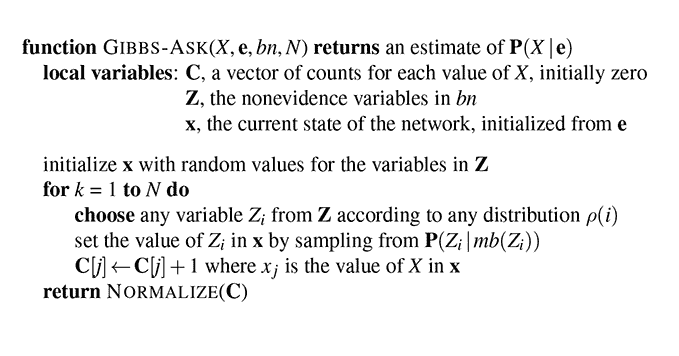 function GIBBS-ASK(X, e, bn, N) returns an estimate of P(X | e)
local variables: C, a vector of counts for each value of X, initially zero
Z, the nonevidence variables in bn
x, the current state of the network, initialized from e
initialize x with random values for the variables in Z
for k = 1 to N do
choose any variable Zᵢ from Z according to any distribution ρ(i)
set the value of Zᵢ in x by sampling from P(Zᵢ | mb(Zᵢ))
C[j] ← C[j] + 1 where xⱼ is the value of X in x
return NORMALIZE(C)